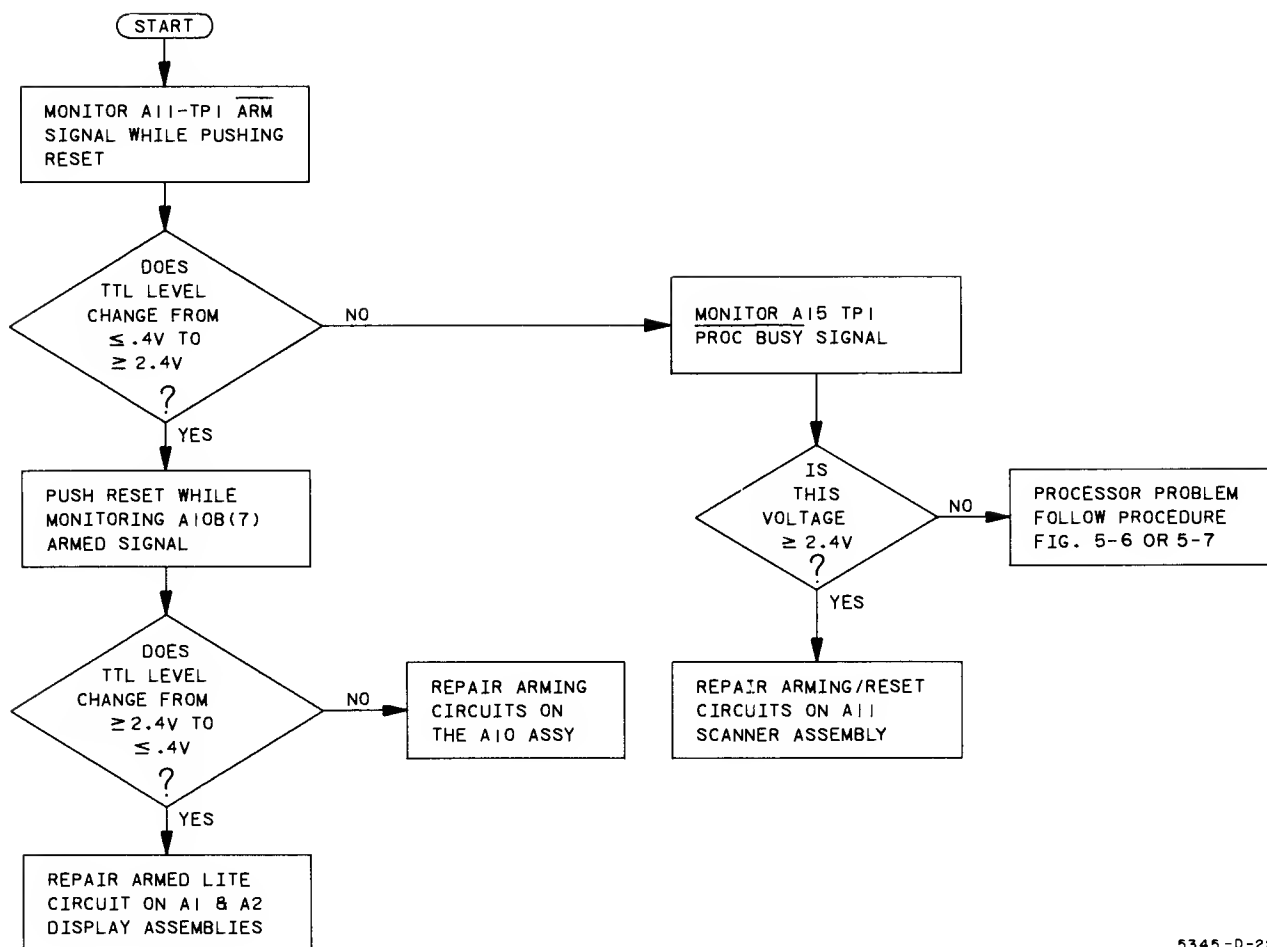 START
MONITOR A11-TP1 ARM
SIGNAL WHILE PUSHING
RESET
DOES
TTL LEVEL
CHANGE FROM
≤ .4V TO
≥ 2.4V
?
NO
YES
MONITOR A15 TP1
PROC BUSY SIGNAL
IS
THIS
VOLTAGE
≥ 2.4V
?
NO
YES
PROCESSOR PROBLEM
FOLLOW PROCEDURE
FIG. 5-6 OR 5-7
REPAIR ARMING/RESET
CIRCUITS ON A11
SCANNER ASSEMBLY
PUSH RESET WHILE
MONITORING A10B(7)
ARMED SIGNAL
DOES
TTL LEVEL
CHANGE FROM
≥ 2.4V TO
≤ .4V
?
NO
YES
REPAIR ARMING
CIRCUITS ON
THE A10 ASSY
REPAIR ARMED LITE
CIRCUIT ON A1 & A2
DISPLAY ASSEMBLIES